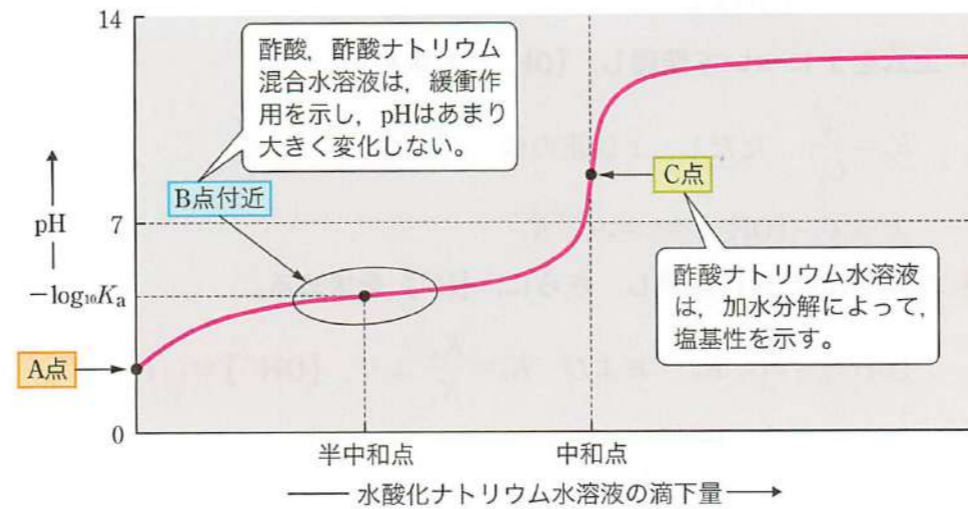 14
酢酸，酢酸ナトリウム
混合水溶液は，緩衝作
用を示し，pHはあまり
大きく変化しない。
B点付近
C点
pH
7
−log₁₀Kₐ
酢酸ナトリウム水溶液
は，加水分解によって，
塩基性を示す。
A点
0
半中和点
中和点
水酸化ナトリウム水溶液の滴下量